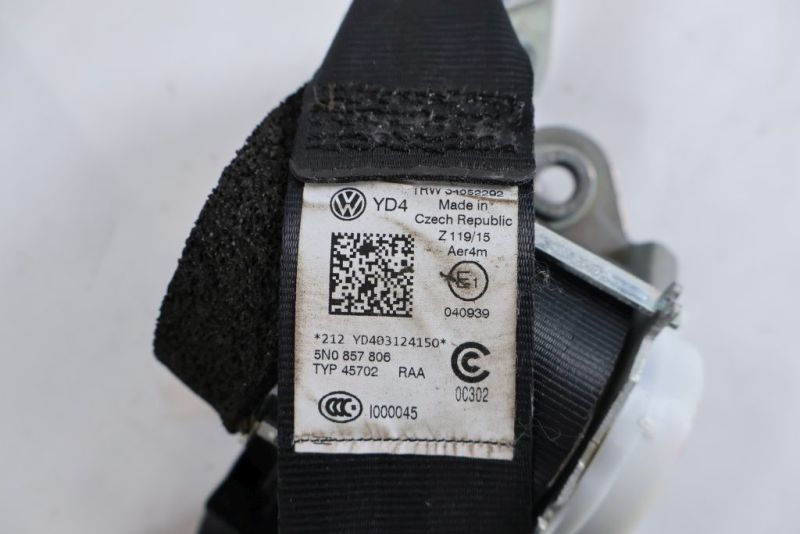 TRW 34052292
YD4
Made in
Czech Republic
Z 119/15
Aer4m
E1
040939
*212 YD403124150*
5N0 857 806
TYP 45702 RAA
0C302
CCC I000045